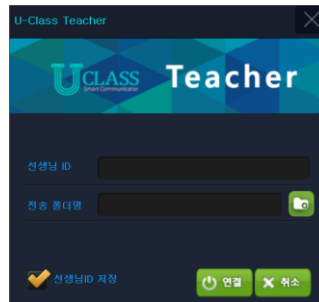 U-Class Teacher
UCLASS Teacher
Smart Communicator
선생님 ID
전송 폴더명
선생님ID 저장
연결 취소